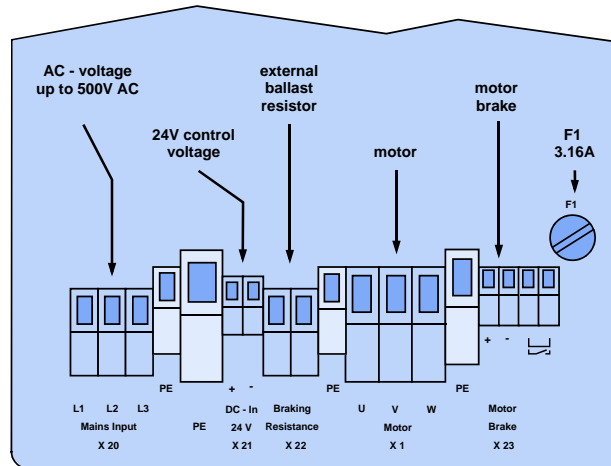 AC - voltage
up to 500V AC
external
ballast
resistor
motor
brake
24V control
voltage
motor
F1
3.16A
F1
+ -
PE
PE
PE
+ -
L1 L2 L3
PE
DC - In
24 V
Braking
Resistance
U V W
Motor
Brake
Mains Input
Motor
X 20
X 21
X 22
X 1
X 23